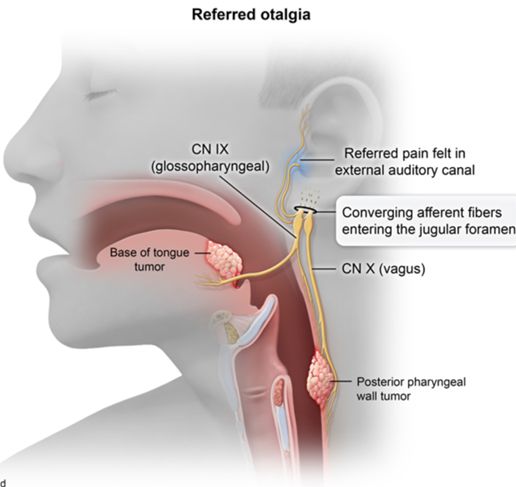 Referred otalgia
CN IX
(glossopharyngeal)
Referred pain felt in
external auditory canal
Converging afferent fibers
entering the jugular foramen
Base of tongue
tumor
CN X (vagus)
Posterior pharyngeal
wall tumor
d